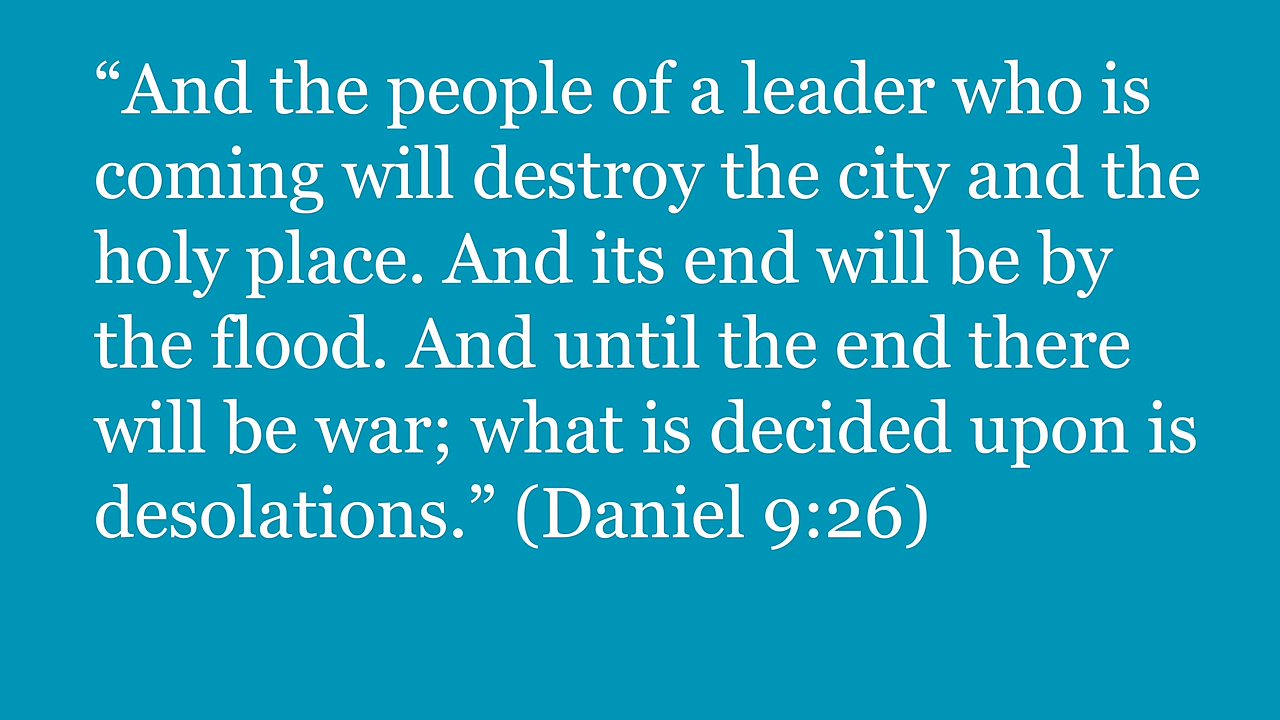 “And the people of a leader who is
coming will destroy the city and the
holy place. And its end will be by
the flood. And until the end there
will be war; what is decided upon is
desolations.” (Daniel 9:26)